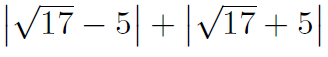 |√17 − 5| + |√17 + 5|